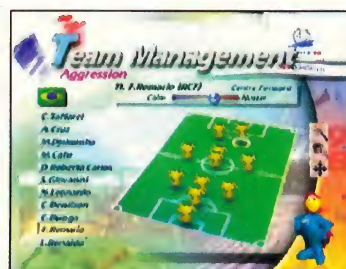 Team Management
Aggression
11. F.Romario (RCF)
Centre Forward
Calm
C.Taffarel
A.Cruz
M.Djalminha
M.Cafu
D.Roberto Carlos
S.Giovanni
N.Leonardo
C.Denilson
C.Dunga
F.Romario
L.Ronaldo